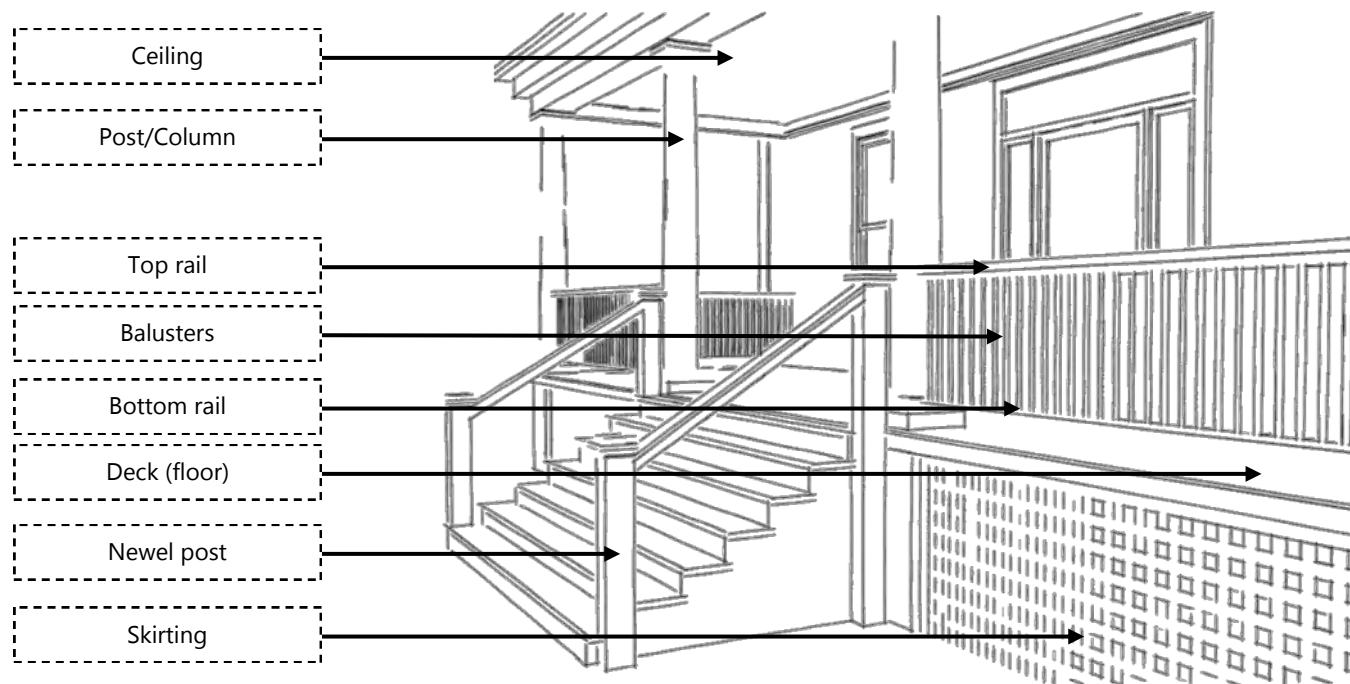 Ceiling
Post/Column
Top rail
Balusters
Bottom rail
Deck (floor)
Newel post
Skirting